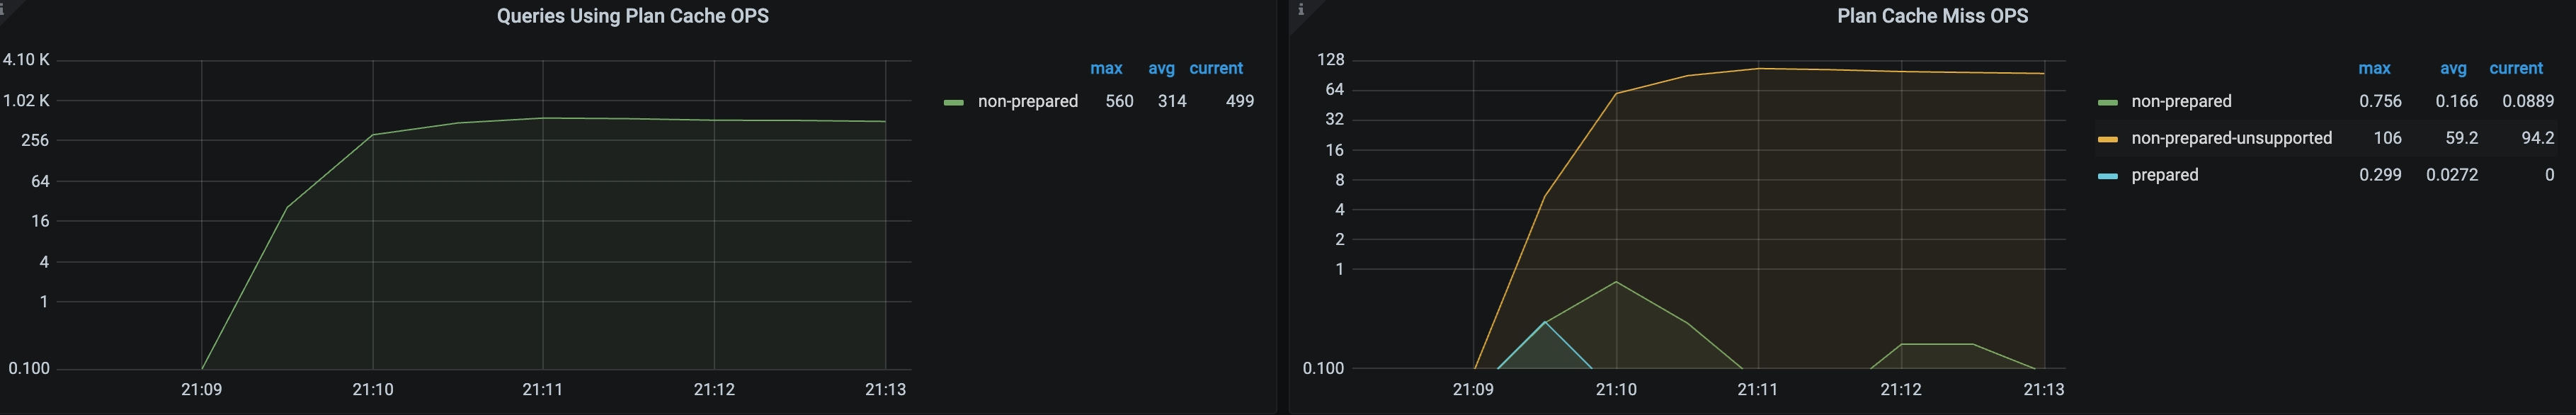 i
Queries Using Plan Cache OPS
4.10 K
1.02 K
256
64
16
4
1
0.100
21:09 21:10 21:11 21:12 21:13
max avg current
non-prepared 560 314 499
i
Plan Cache Miss OPS
128
64
32
16
8
4
2
1
0.100
21:09 21:10 21:11 21:12 21:13
max avg current
non-prepared 0.756 0.166 0.0889
non-prepared-unsupported 106 59.2 94.2
prepared 0.299 0.0272 0